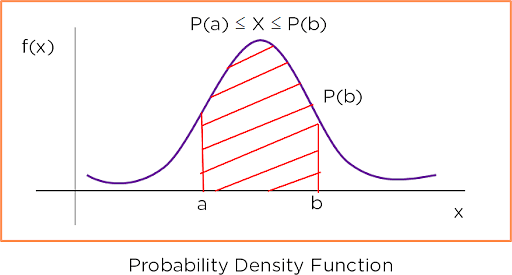 P(a) ≤ X ≤ P(b)
f(x)
P(b)
a
b
x
Probability Density Function